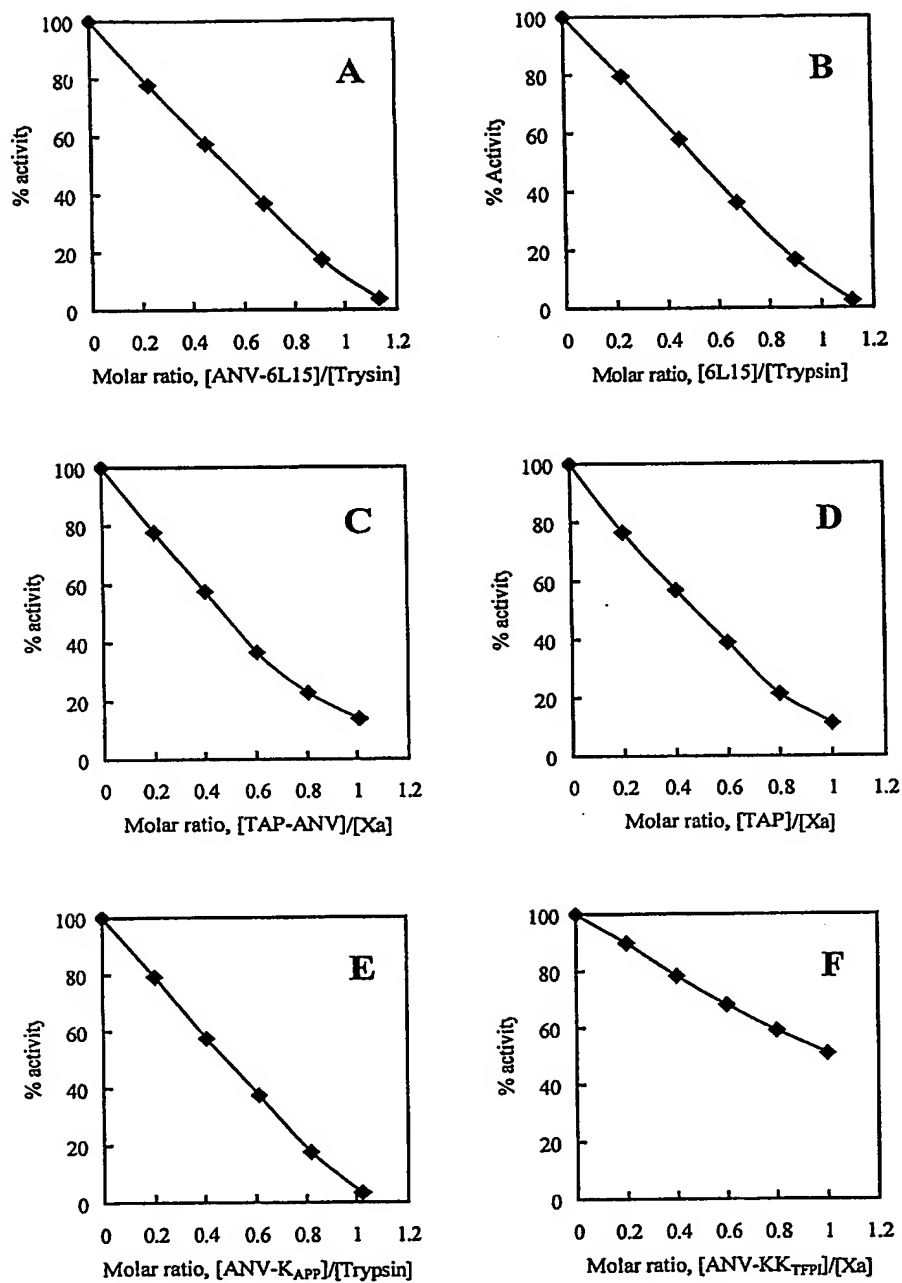 A
% activity
100
80
60
40
20
0
0 0.2 0.4 0.6 0.8 1 1.2
Molar ratio, [ANV-6L15]/[Trysin]
B
% Activity
100
80
60
40
20
0
0 0.2 0.4 0.6 0.8 1 1.2
Molar ratio, [6L15]/[Trypsin]
C
% activity
100
80
60
40
20
0
0 0.2 0.4 0.6 0.8 1 1.2
Molar ratio, [TAP-ANV]/[Xa]
D
% activity
100
80
60
40
20
0
0 0.2 0.4 0.6 0.8 1 1.2
Molar ratio, [TAP]/[Xa]
E
% activity
100
80
60
40
20
0
0 0.2 0.4 0.6 0.8 1 1.2
Molar ratio, [ANV-KAPP]/[Trypsin]
F
% activity
100
80
60
40
20
0
0 0.2 0.4 0.6 0.8 1 1.2
Molar ratio, [ANV-KKTFPI]/[Xa]